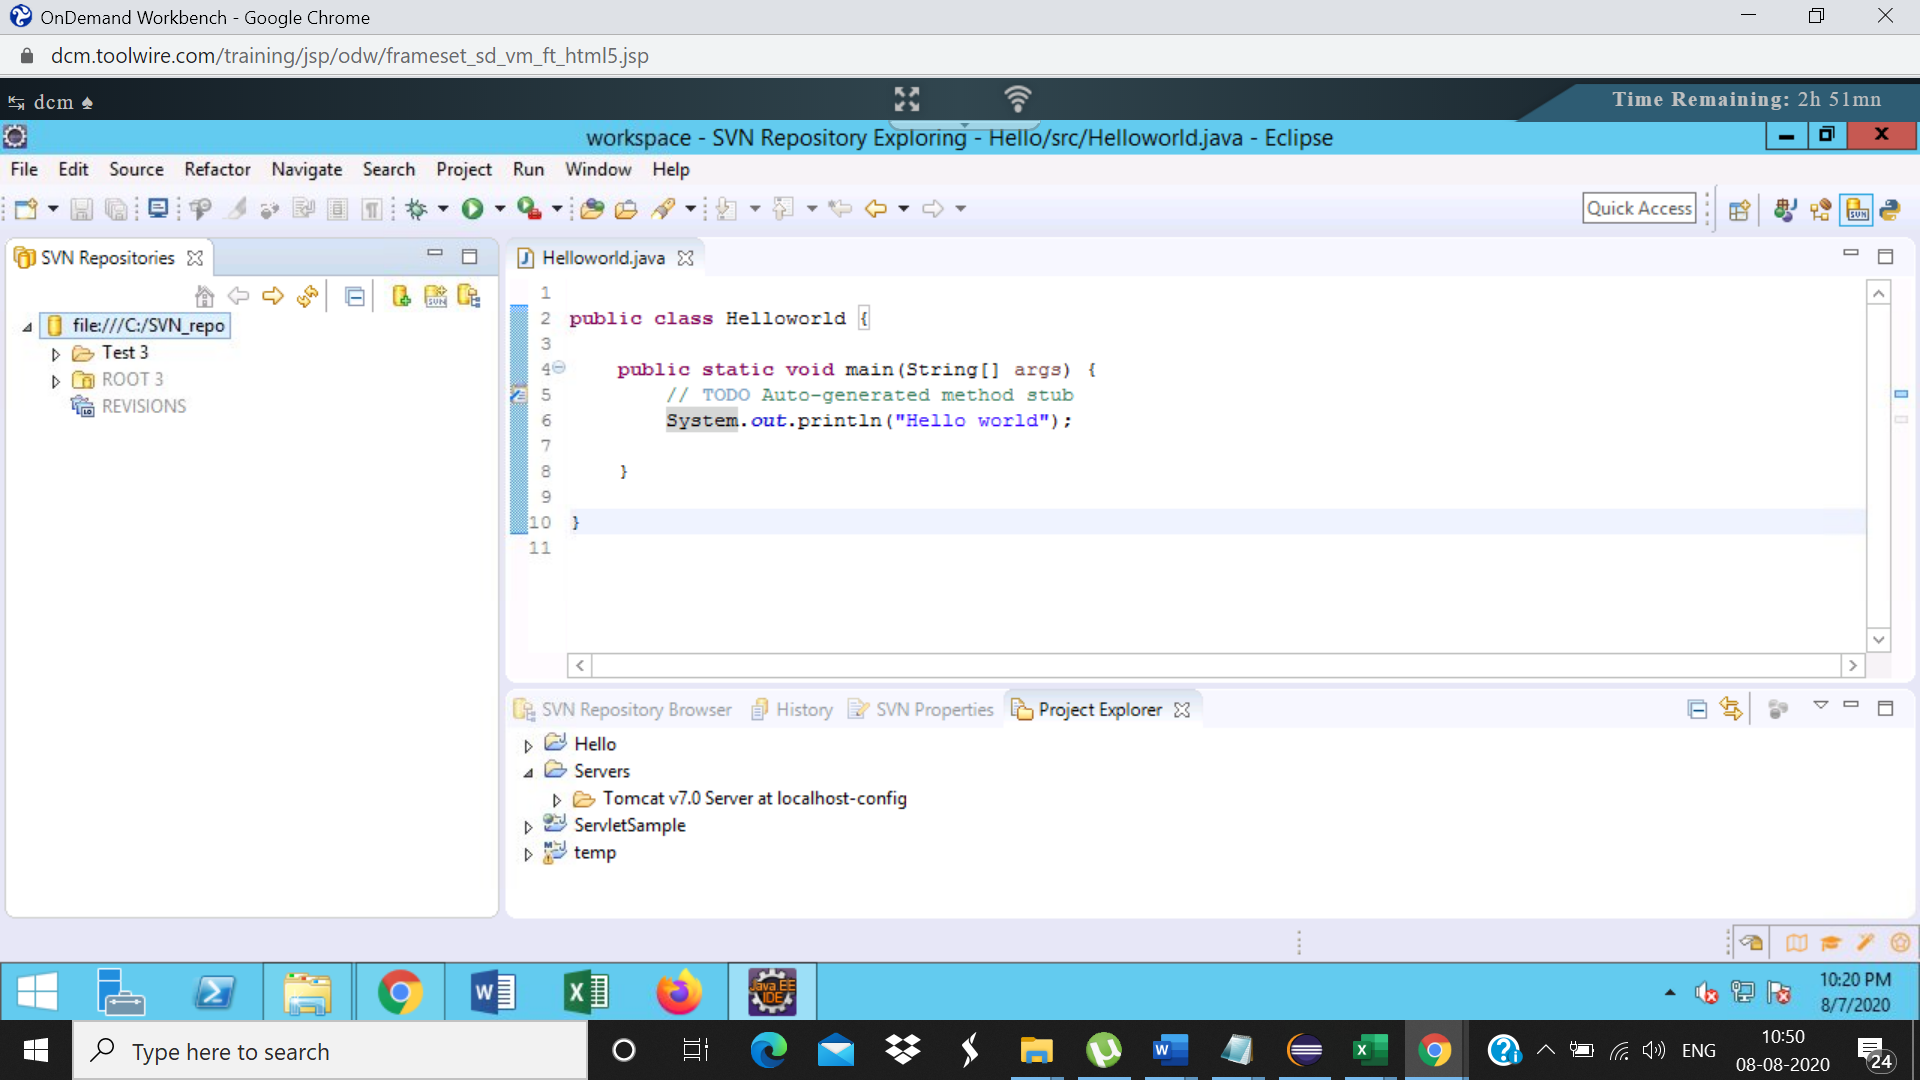 OnDemand Workbench - Google Chrome
dcm.toolwire.com/training/jsp/odw/frameset_sd_vm_ft_html5.jsp
dcm ♠
Time Remaining: 2h 51mn
workspace - SVN Repository Exploring - Hello/src/Helloworld.java - Eclipse
File Edit Source Refactor Navigate Search Project Run Window Help
Quick Access
SVN Repositories
file:///C:/SVN_repo
Test 3
ROOT 3
REVISIONS
Helloworld.java
1
2 public class Helloworld {
3
4 public static void main(String[] args) {
5 // TODO Auto-generated method stub
6 System.out.println("Hello world");
7
8 }
9
10 }
11
SVN Repository Browser History SVN Properties Project Explorer
Hello
Servers
Tomcat v7.0 Server at localhost-config
ServletSample
temp
Java EE
IDE
10:20 PM
8/7/2020
Type here to search
ENG
10:50
08-08-2020
24